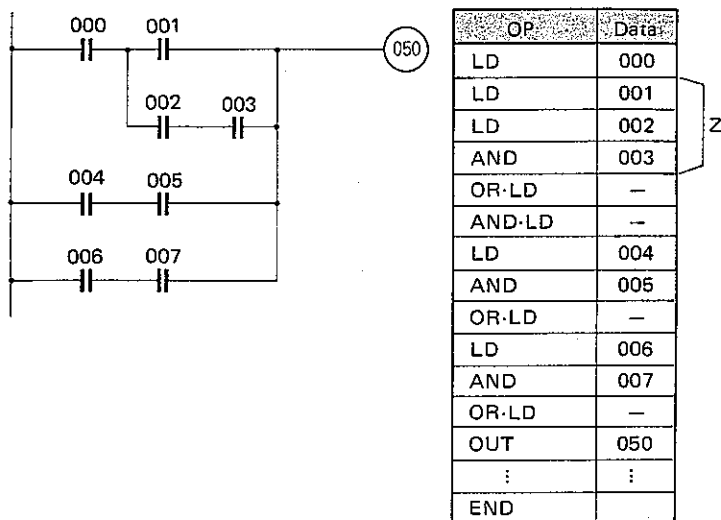 000 001
050
002 003
004 005
006 007
OP Data
LD 000
LD 001
LD 002
AND 003
Z
OR·LD —
AND·LD —
LD 004
AND 005
OR·LD —
LD 006
AND 007
OR·LD —
OUT 050
⋮ ⋮
END